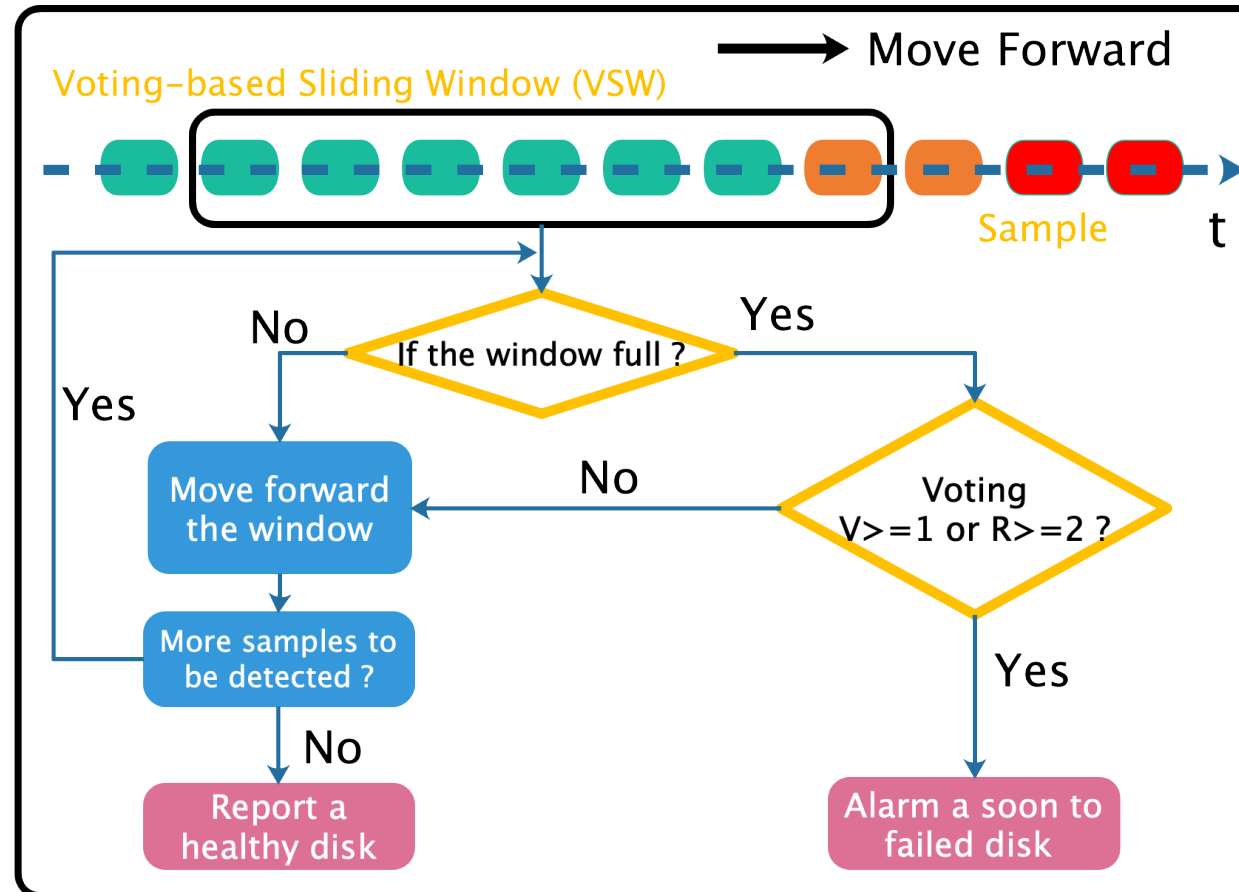 Move Forward
Voting-based Sliding Window (VSW)
Sample
t
No
Yes
If the window full ?
Yes
Move forward
the window
No
Voting
V>=1 or R>=2 ?
More samples to
be detected ?
Yes
No
Report a
healthy disk
Alarm a soon to
failed disk